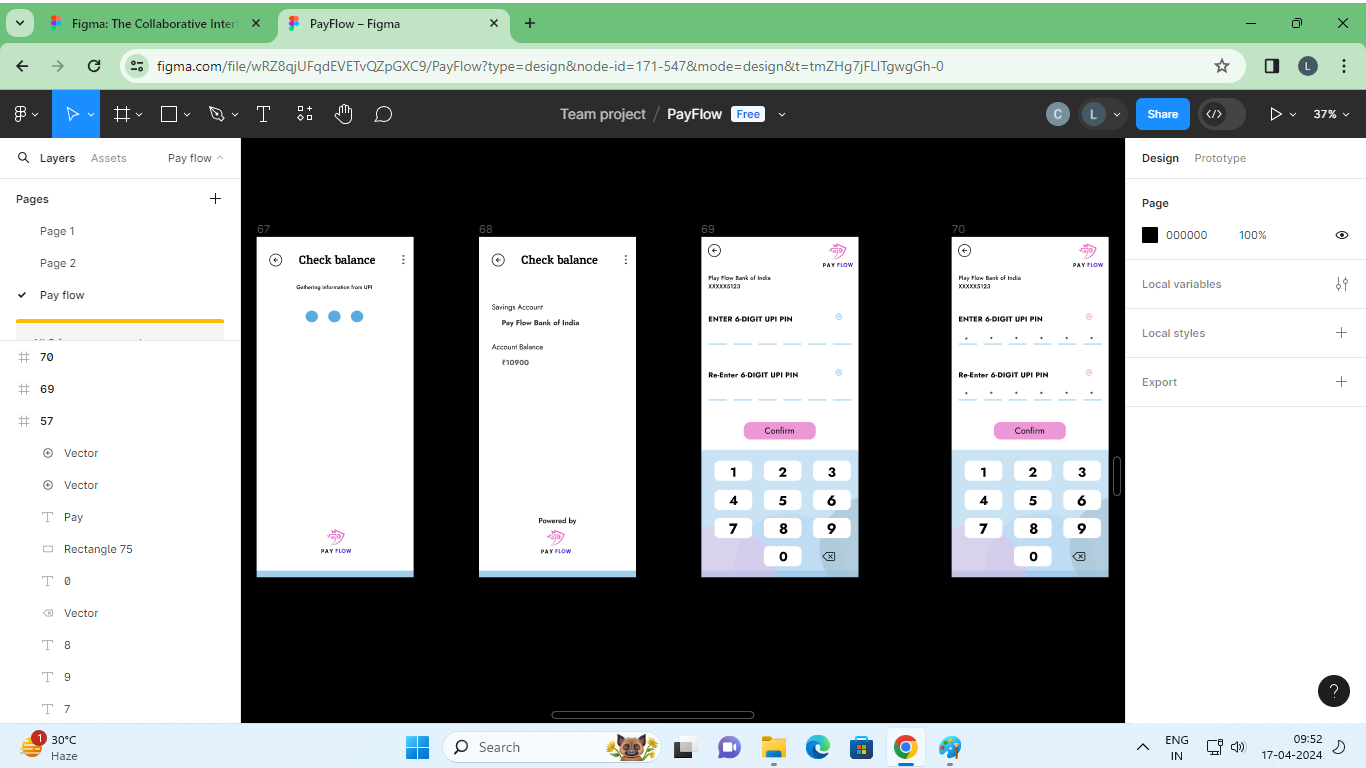 Figma: The Collaborative Inter
PayFlow – Figma
figma.com/file/wRZ8qjUFqdEVETvQZpGXC9/PayFlow?type=design&node-id=171-547&mode=design&t=tmZHg7jFLITgwgGh-0
L
Team project / PayFlow Free
C L Share 37%
Layers Assets Pay flow
Design Prototype
Pages
Page 1
Page 2
Pay flow
70
69
57
Vector
Vector
Pay
Rectangle 75
0
Vector
8
9
7
67
Check balance
Gathering information from UPI
PAY FLOW
68
Check balance
Savings Account
Pay Flow Bank of India
Account Balance
₹10900
Powered by
PAY FLOW
69
PAY FLOW
Play Flow Bank of India
XXXXX5123
ENTER 6-DIGIT UPI PIN
Re-Enter 6-DIGIT UPI PIN
Confirm
1 2 3
4 5 6
7 8 9
0
70
PAY FLOW
Play Flow Bank of India
XXXXX5123
ENTER 6-DIGIT UPI PIN
Re-Enter 6-DIGIT UPI PIN
Confirm
1 2 3
4 5 6
7 8 9
0
Page
000000 100%
Local variables
Local styles
Export
?
1
30°C
Haze
Search
ENG
IN
09:52
17-04-2024